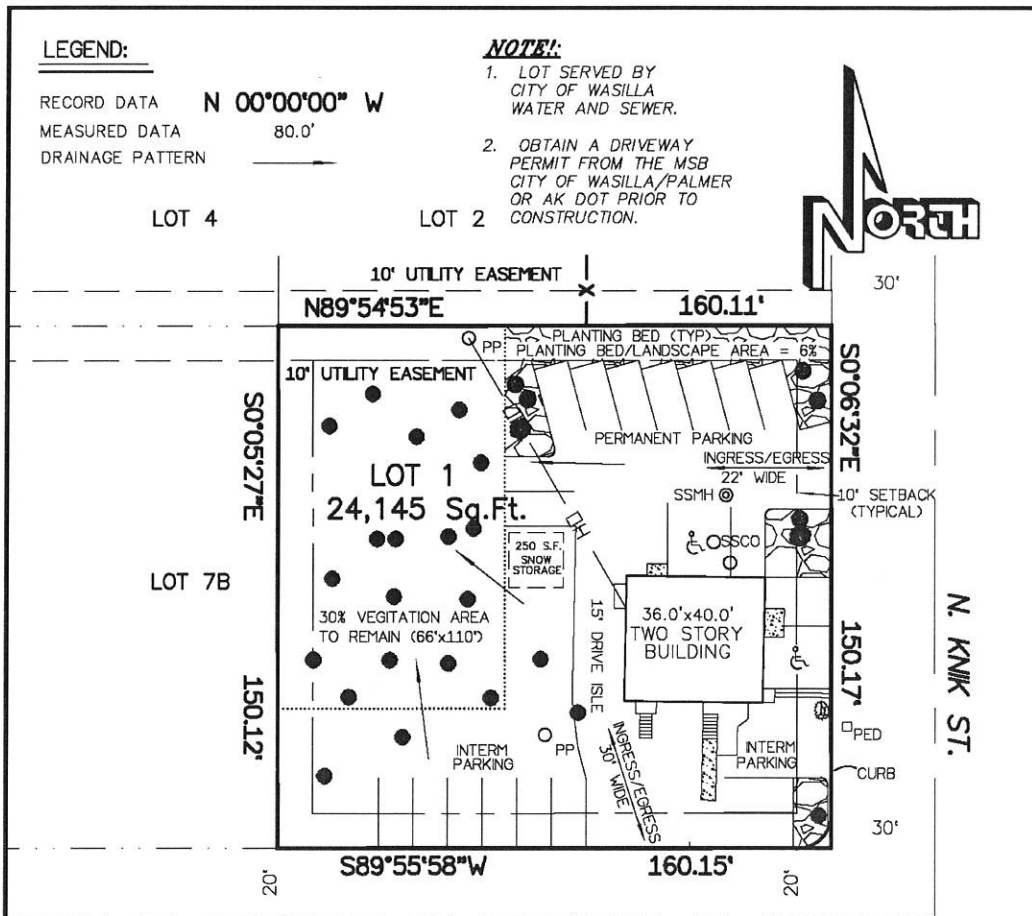 LEGEND:
RECORD DATA N 00°00'00" W
MEASURED DATA 80.0'
DRAINAGE PATTERN
NOTE!:
1. LOT SERVED BY
CITY OF WASILLA
WATER AND SEWER.
2. OBTAIN A DRIVEWAY
PERMIT FROM THE MSB
CITY OF WASILLA/PALMER
OR AK DOT PRIOR TO
CONSTRUCTION.
NORTH
LOT 4
LOT 2
10' UTILITY EASEMENT
30'
N89°54'53"E
160.11'
PP
PLANTING BED (TYP)
PLANTING BED/LANDSCAPE AREA = 6%
10' UTILITY EASEMENT
S0°05'27"E
S0°06'32"E
PERMANENT PARKING
INGRESS/EGRESS
22' WIDE
LOT 1
24,145 Sq.Ft.
SSMH
10' SETBACK
(TYPICAL)
SSCO
250 S.F.
SNOW
STORAGE
LOT 7B
30% VEGITATION AREA
TO REMAIN (66'x110')
15' DRIVE ISLE
36.0'x40.0'
TWO STORY
BUILDING
N. KNIK ST.
150.12'
150.17'
PED
PP
INTERM
PARKING
INGRESS/EGRESS
30' WIDE
INTERM
PARKING
CURB
30'
S89°55'58"W
160.15'
20'
20'